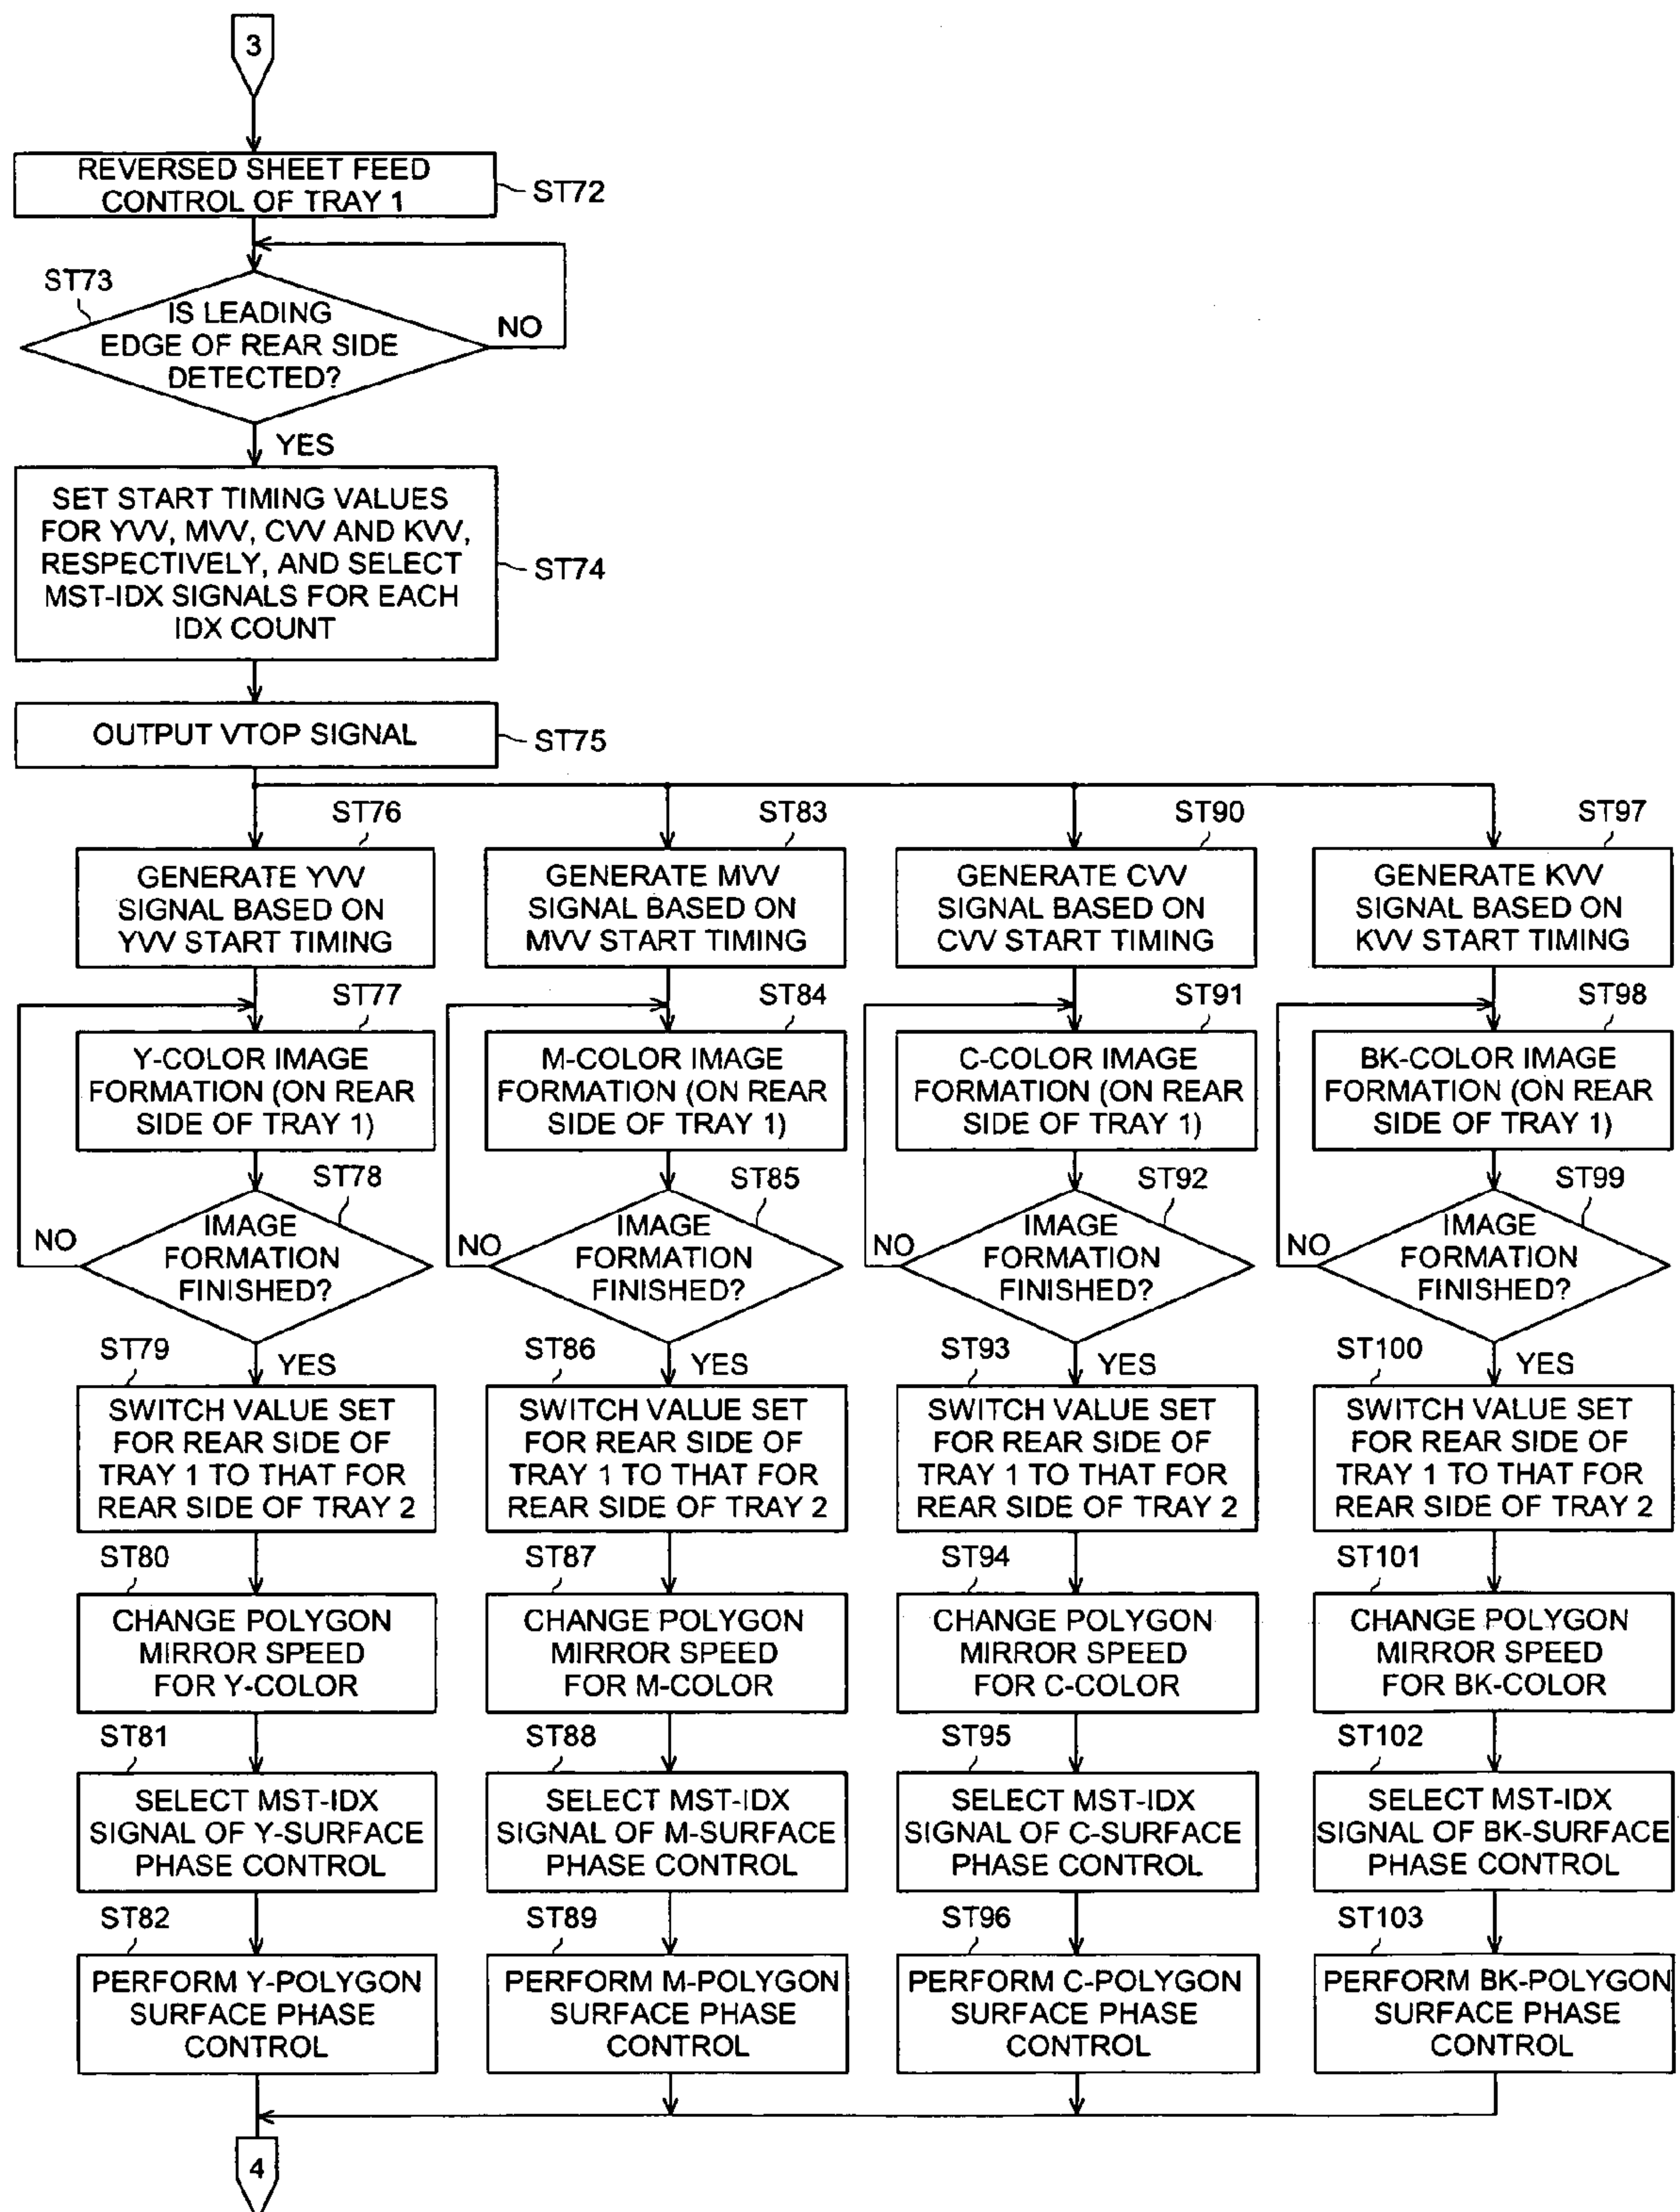 3
REVERSED SHEET FEED
CONTROL OF TRAY 1
ST72
ST73
IS LEADING
EDGE OF REAR SIDE
DETECTED?
NO
YES
SET START TIMING VALUES
FOR YVV, MVV, CVV AND KVV,
RESPECTIVELY, AND SELECT
MST-IDX SIGNALS FOR EACH
IDX COUNT
ST74
OUTPUT VTOP SIGNAL
ST75
ST76
GENERATE YVV
SIGNAL BASED ON
YVV START TIMING
ST77
Y-COLOR IMAGE
FORMATION (ON REAR
SIDE OF TRAY 1)
ST78
IMAGE
FORMATION
FINISHED?
NO
YES
ST79
SWITCH VALUE SET
FOR REAR SIDE OF
TRAY 1 TO THAT FOR
REAR SIDE OF TRAY 2
ST80
CHANGE POLYGON
MIRROR SPEED
FOR Y-COLOR
ST81
SELECT MST-IDX
SIGNAL OF Y-SURFACE
PHASE CONTROL
ST82
PERFORM Y-POLYGON
SURFACE PHASE
CONTROL
ST83
GENERATE MVV
SIGNAL BASED ON
MVV START TIMING
ST84
M-COLOR IMAGE
FORMATION (ON REAR
SIDE OF TRAY 1)
ST85
IMAGE
FORMATION
FINISHED?
NO
YES
ST86
SWITCH VALUE SET
FOR REAR SIDE OF
TRAY 1 TO THAT FOR
REAR SIDE OF TRAY 2
ST87
CHANGE POLYGON
MIRROR SPEED
FOR M-COLOR
ST88
SELECT MST-IDX
SIGNAL OF M-SURFACE
PHASE CONTROL
ST89
PERFORM M-POLYGON
SURFACE PHASE
CONTROL
ST90
GENERATE CVV
SIGNAL BASED ON
CVV START TIMING
ST91
C-COLOR IMAGE
FORMATION (ON REAR
SIDE OF TRAY 1)
ST92
IMAGE
FORMATION
FINISHED?
NO
YES
ST93
SWITCH VALUE SET
FOR REAR SIDE OF
TRAY 1 TO THAT FOR
REAR SIDE OF TRAY 2
ST94
CHANGE POLYGON
MIRROR SPEED
FOR C-COLOR
ST95
SELECT MST-IDX
SIGNAL OF C-SURFACE
PHASE CONTROL
ST96
PERFORM C-POLYGON
SURFACE PHASE
CONTROL
ST97
GENERATE KVV
SIGNAL BASED ON
KVV START TIMING
ST98
BK-COLOR IMAGE
FORMATION (ON REAR
SIDE OF TRAY 1)
ST99
IMAGE
FORMATION
FINISHED?
NO
YES
ST100
SWITCH VALUE SET
FOR REAR SIDE OF
TRAY 1 TO THAT FOR
REAR SIDE OF TRAY 2
ST101
CHANGE POLYGON
MIRROR SPEED
FOR BK-COLOR
ST102
SELECT MST-IDX
SIGNAL OF BK-SURFACE
PHASE CONTROL
ST103
PERFORM BK-POLYGON
SURFACE PHASE
CONTROL
4